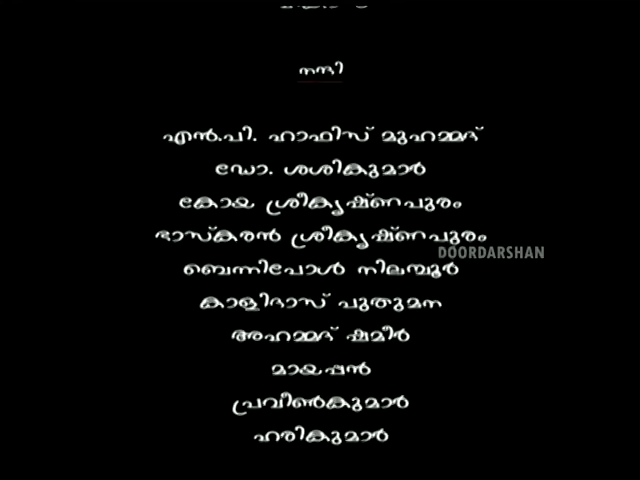 നന്ദി
എൻ.പി. ഹാഫിസ് മുഹമ്മദ്
ഡോ. ശശികുമാർ
കോയ ശ്രീകൃഷ്ണപുരം
ഭാസ്കരൻ ശ്രീകൃഷ്ണപുരം
DOORDARSHAN
ബെന്നിപോൾ നിലമ്പൂർ
കാളിദാസ് പുതുമന
അഹമ്മദ് ഷമീർ
മായപ്പൻ
പ്രവീൺകുമാർ
ഹരികുമാർ